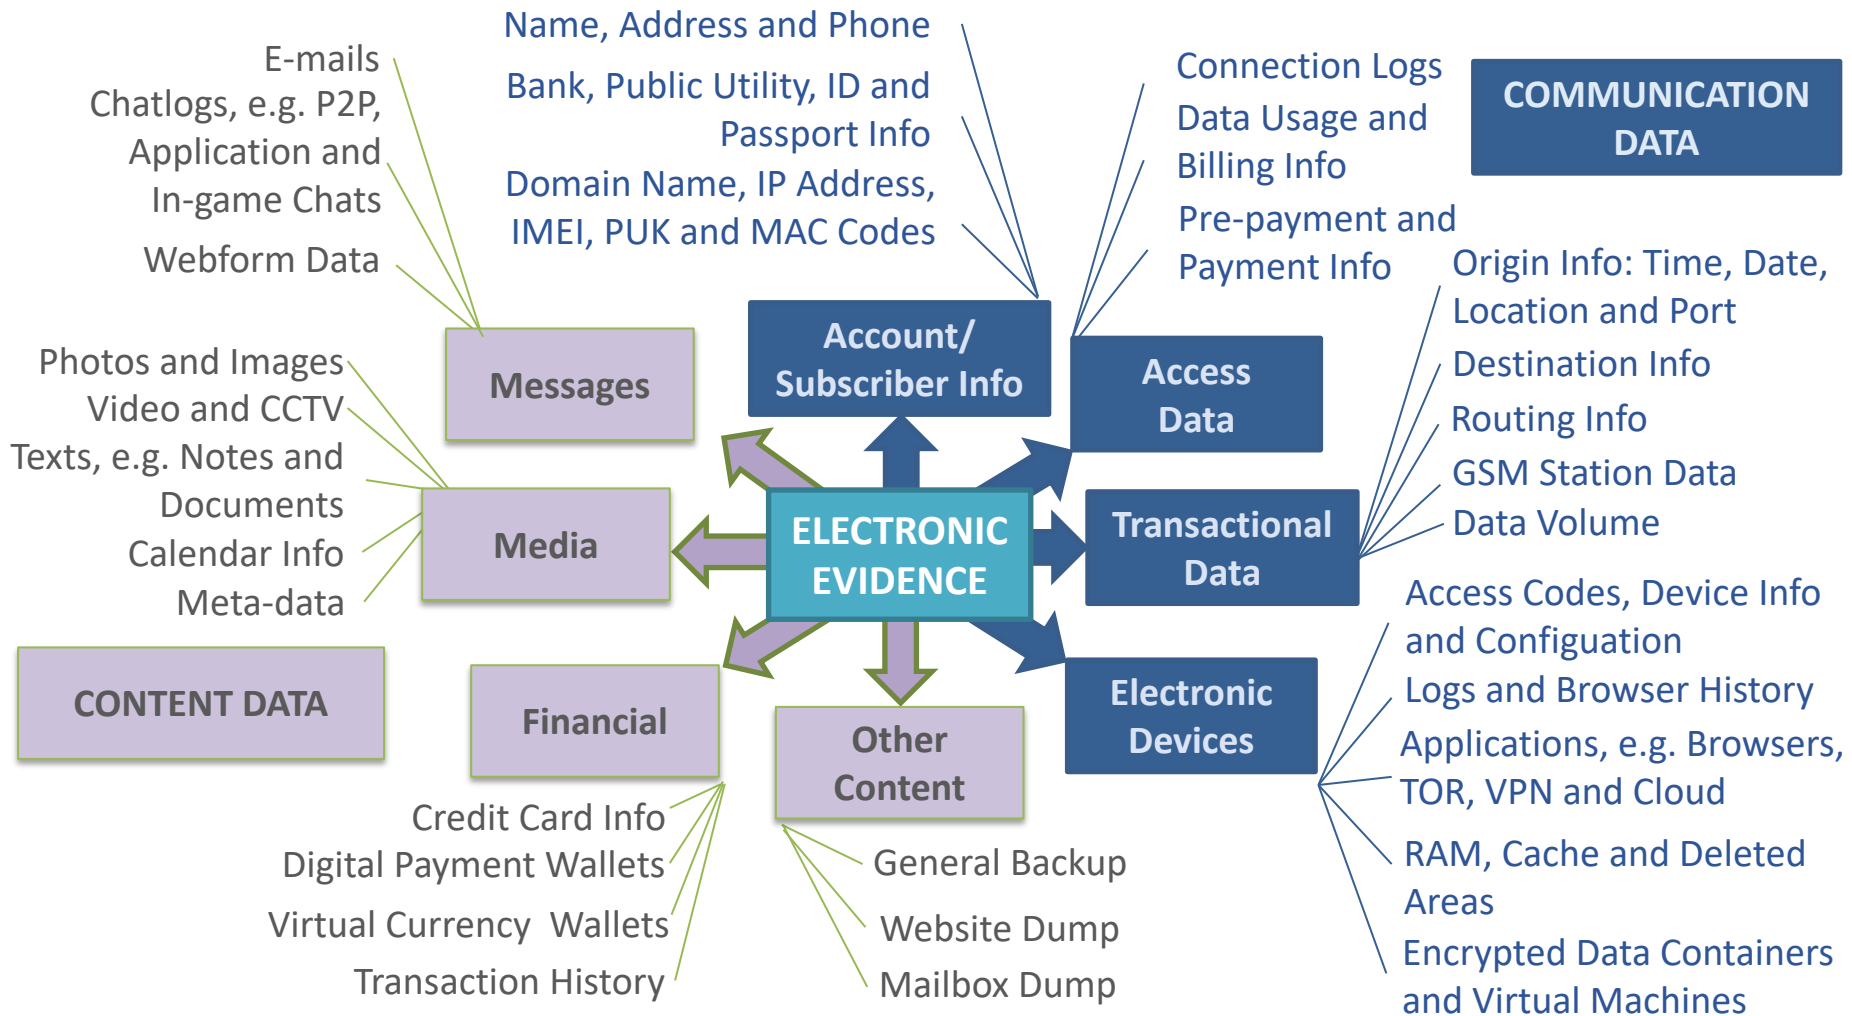 Name, Address and Phone
Bank, Public Utility, ID and
Passport Info
Domain Name, IP Address,
IMEI, PUK and MAC Codes
Account/
Subscriber Info
Connection Logs
Data Usage and
Billing Info
Pre-payment and
Payment Info
Access
Data
COMMUNICATION
DATA
E-mails
Chatlogs, e.g. P2P,
Application and
In-game Chats
Webform Data
Messages
Origin Info: Time, Date,
Location and Port
Destination Info
Routing Info
GSM Station Data
Data Volume
Transactional
Data
Photos and Images
Video and CCTV
Texts, e.g. Notes and
Documents
Calendar Info
Meta-data
Media
ELECTRONIC
EVIDENCE
CONTENT DATA
Financial
Credit Card Info
Digital Payment Wallets
Virtual Currency Wallets
Transaction History
Other
Content
General Backup
Website Dump
Mailbox Dump
Electronic
Devices
Access Codes, Device Info
and Configuation
Logs and Browser History
Applications, e.g. Browsers,
TOR, VPN and Cloud
RAM, Cache and Deleted
Areas
Encrypted Data Containers
and Virtual Machines